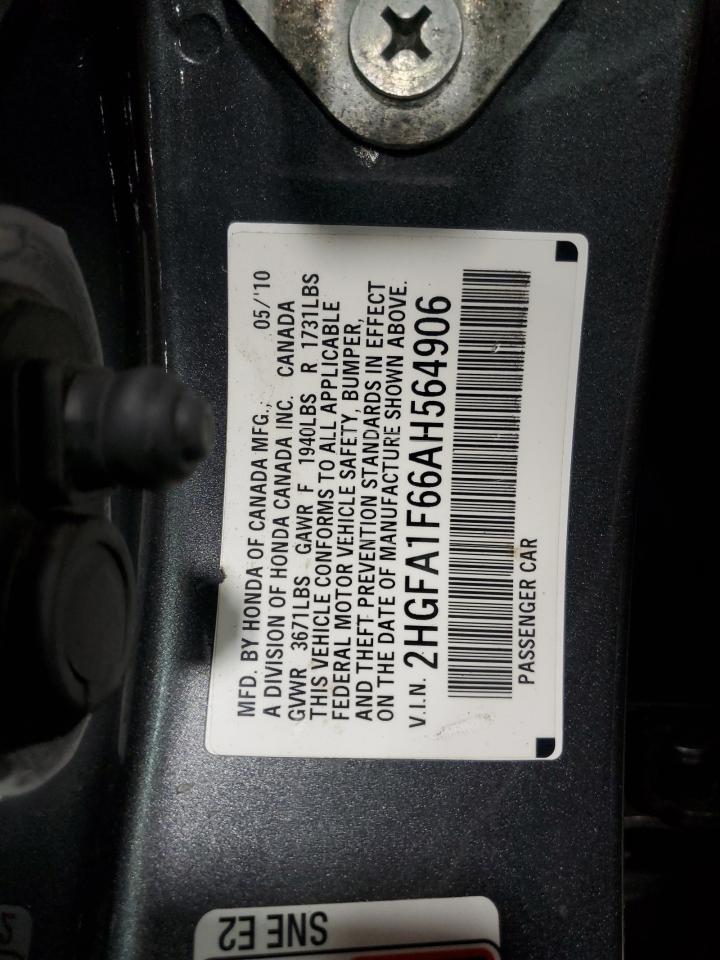 MFD. BY HONDA OF CANADA MFG., 05/'10
A DIVISION OF HONDA CANADA INC. CANADA
GVWR 3671LBS GAWR F 1940LBS R 1731LBS
THIS VEHICLE CONFORMS TO ALL APPLICABLE
FEDERAL MOTOR VEHICLE SAFETY, BUMPER,
AND THEFT PREVENTION STANDARDS IN EFFECT
ON THE DATE OF MANUFACTURE SHOWN ABOVE.
V.I.N. 2HGFA1F66AH564906
PASSENGER CAR
SNE E2